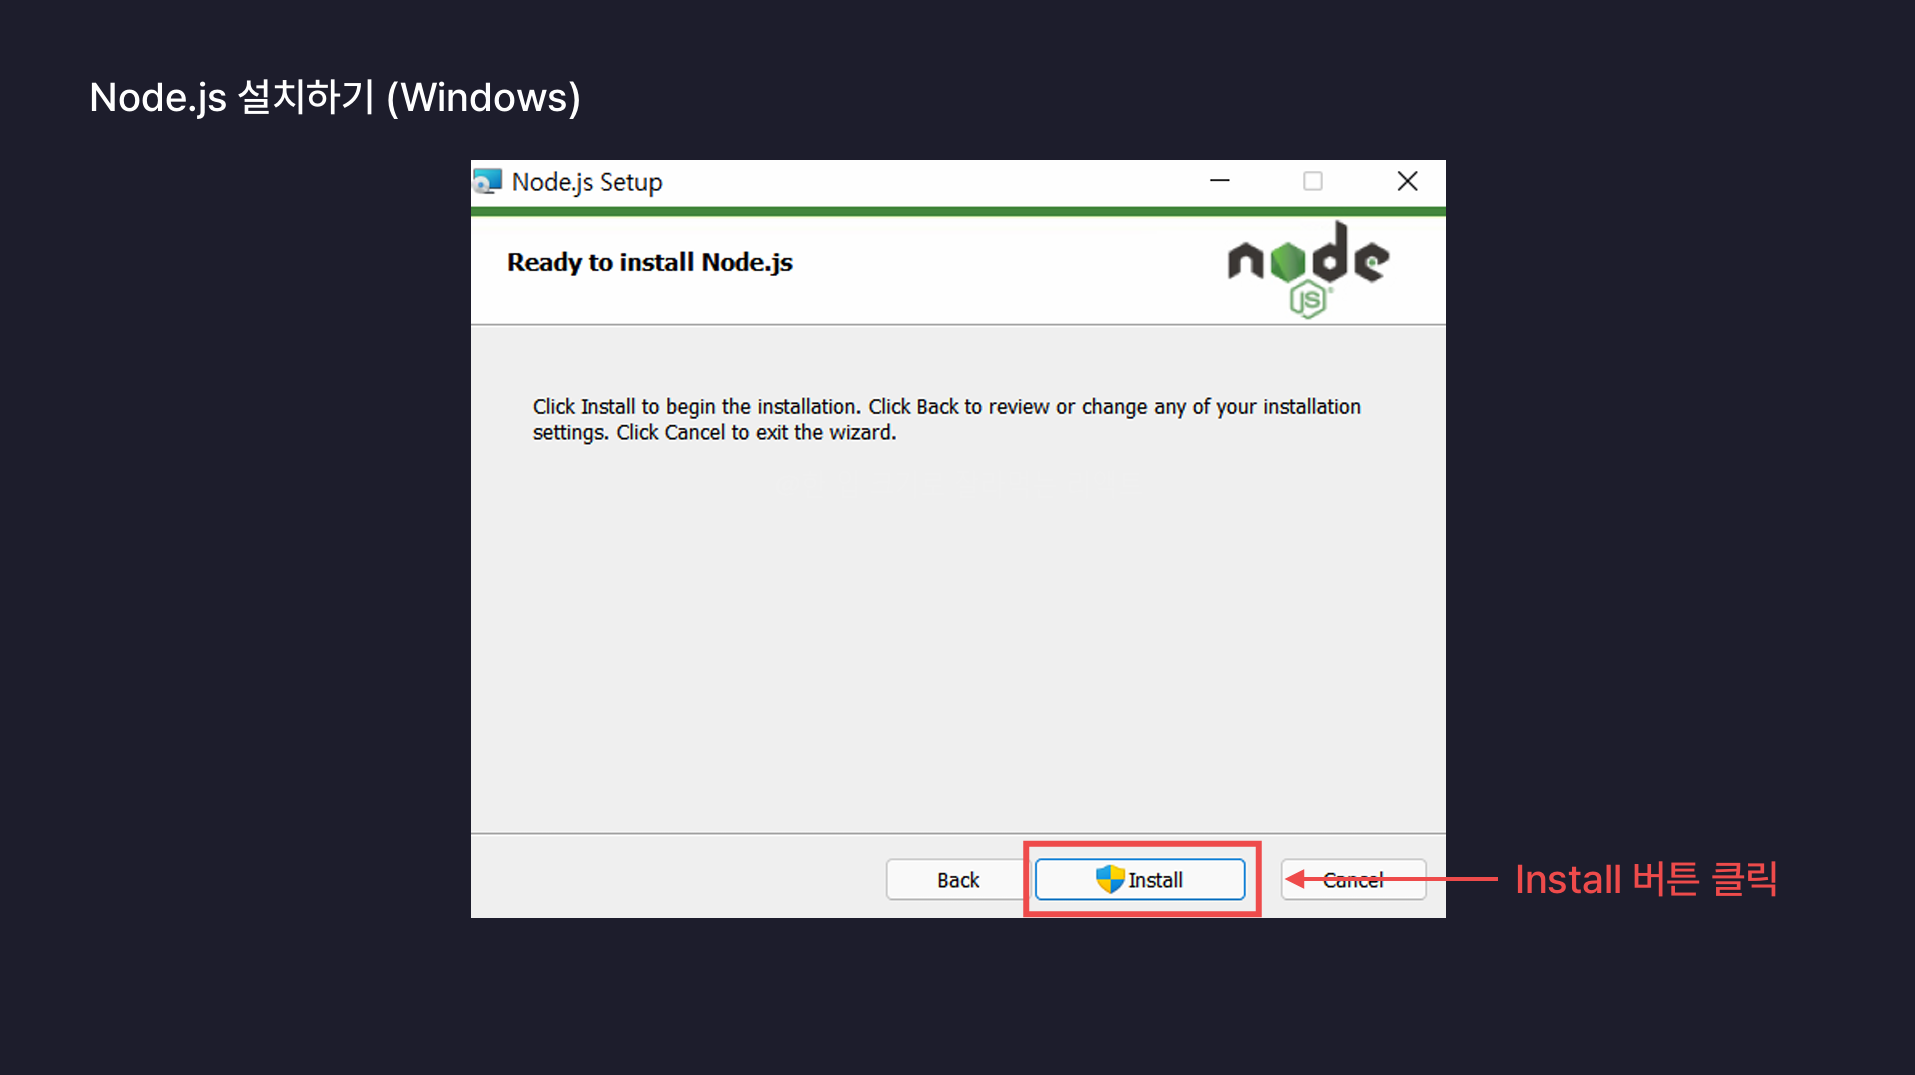 Node.js 설치하기 (Windows)
Node.js Setup
Ready to install Node.js
node
JS
Click Install to begin the installation. Click Back to review or change any of your installation
settings. Click Cancel to exit the wizard.
Back
Install
Cancel
Install 버튼 클릭